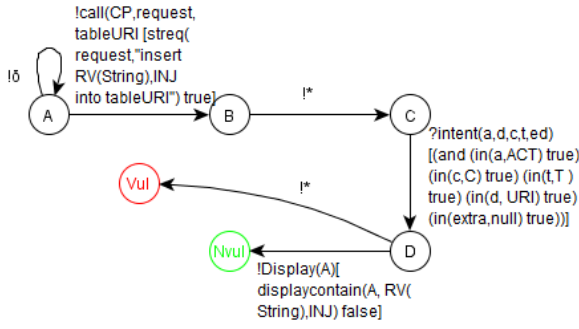 !call(CP,request,
tableURI [streq(
request,"insert
RV(String),INJ
into tableURI") true]
!δ
A
B
!*
C
?intent(a,d,c,t,ed)
[(and (in(a,ACT) true)
(in(c,C) true) (in(t,T )
true) (in(d, URI) true)
(in(extra,null) true))]
Vul
!*
Nvul
D
!Display(A)[
displaycontain(A, RV(
String),INJ) false]